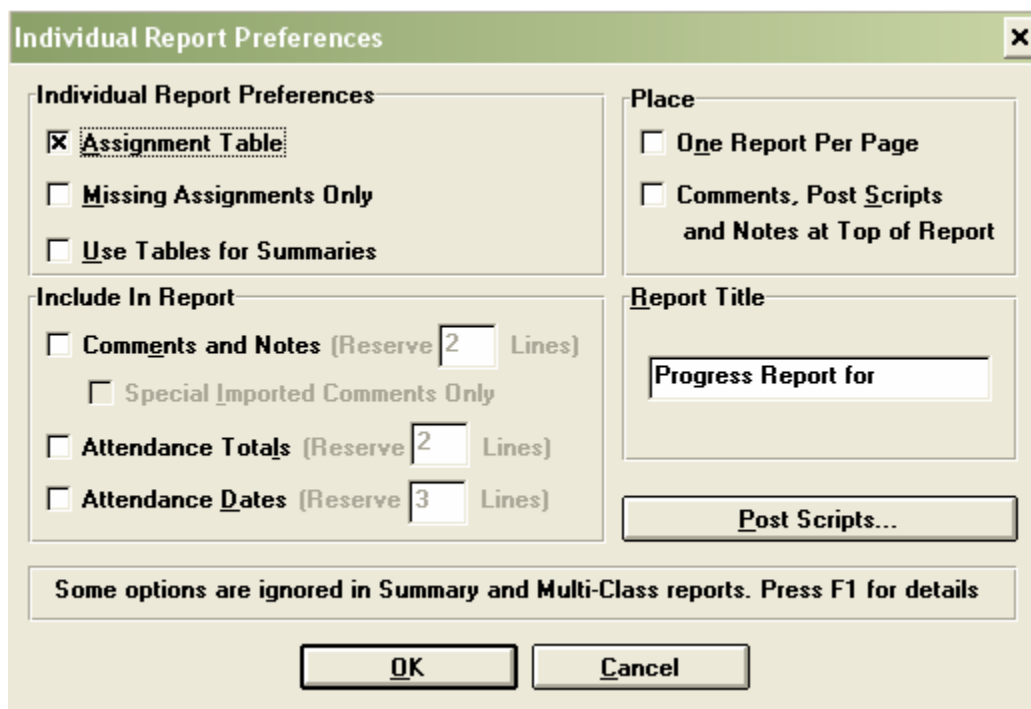 Individual Report Preferences
Individual Report Preferences
Assignment Table
Missing Assignments Only
Use Tables for Summaries
Place
One Report Per Page
Comments, Post Scripts
and Notes at Top of Report
Include In Report
Comments and Notes (Reserve 2 Lines)
Special Imported Comments Only
Attendance Totals (Reserve 2 Lines)
Attendance Dates (Reserve 3 Lines)
Report Title
Progress Report for
Post Scripts...
Some options are ignored in Summary and Multi-Class reports. Press F1 for details
OK
Cancel